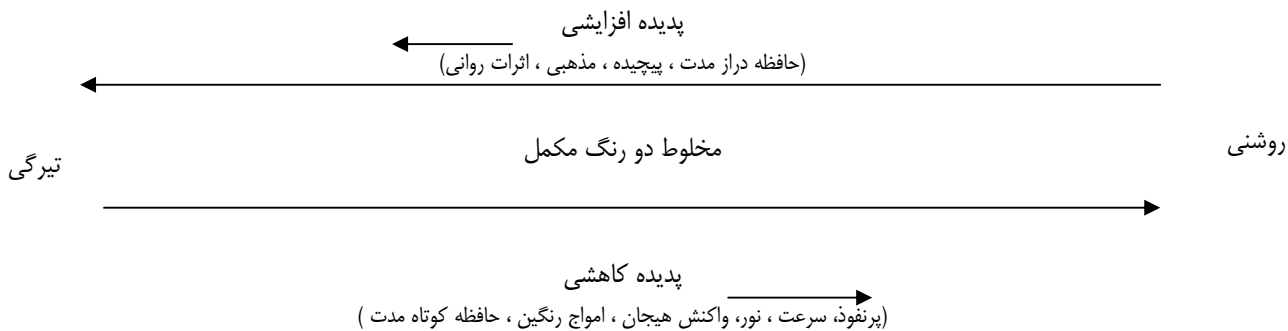 پدیده افزایشی
(حافظه دراز مدت ، پیچیده ، مذهبی ، اثرات روانی)
روشنی
مخلوط دو رنگ مکمل
تیرگی
پدیده کاهشی
(پرنفوذ، سرعت ، نور، واکنش هیجان ، امواج رنگین ، حافظه کوتاه مدت )